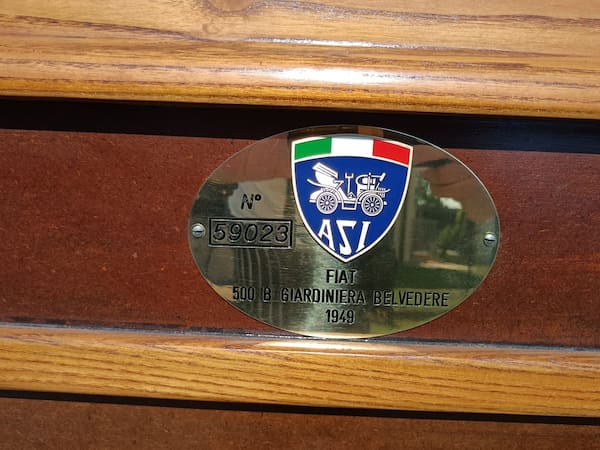 N°
59023
ASI
FIAT
500 B GIARDINIERA BELVEDERE
1949